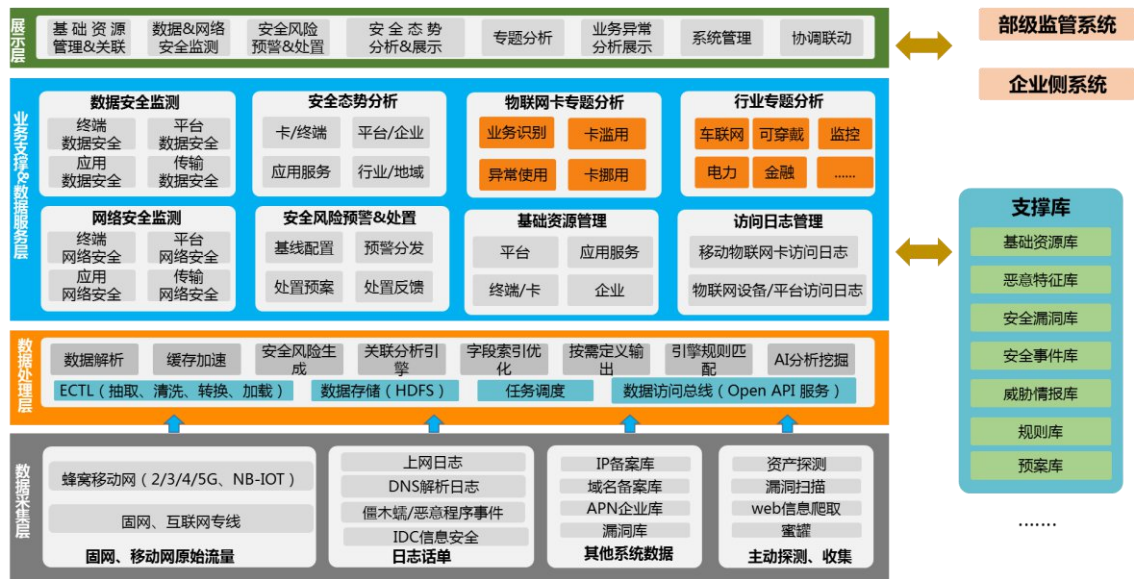 展示层
基 础 资 源
管理&关联
数据&网络
安全监测
安全风险
预警&处置
安 全 态 势
分析&展示
专题分析
业务异常
分析展示
系统管理
协调联动
部级监管系统
企业侧系统
业务支撑&数据服务层
数据安全监测
终端
数据安全
平台
数据安全
应用
数据安全
传输
数据安全
安全态势分析
卡/终端
平台/企业
应用服务
行业/地域
物联网卡专题分析
业务识别
卡滥用
异常使用
卡挪用
行业专题分析
车联网
可穿戴
监控
电力
金融
......
网络安全监测
终端
网络安全
平台
网络安全
应用
网络安全
传输
网络安全
安全风险预警&处置
基线配置
预警分发
处置预案
处置反馈
基础资源管理
平台
应用服务
终端/卡
企业
访问日志管理
移动物联网卡访问日志
物联网设备/平台访问日志
支撑库
基础资源库
恶意特征库
安全漏洞库
安全事件库
威胁情报库
规则库
预案库
.......
数据处理层
数据解析
缓存加速
安全风险生
成
关联分析引
擎
字段索引优
化
按需定义输
出
引擎规则匹
配
AI分析挖掘
ECTL（抽取、清洗、转换、加载）
数据存储（HDFS）
任务调度
数据访问总线（Open API 服务）
数据采集层
蜂窝移动网（2/3/4/5G、NB-IOT）
固网、互联网专线
固网、移动网原始流量
上网日志
DNS解析日志
僵木蠕/恶意程序事件
IDC信息安全
日志话单
IP备案库
域名备案库
APN企业库
漏洞库
其他系统数据
资产探测
漏洞扫描
web信息爬取
蜜罐
主动探测、收集